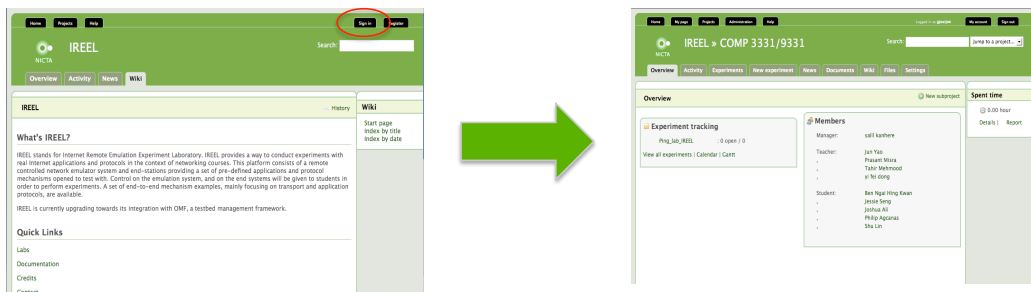 Home Projects Help Sign in Register
IREEL
Search:
NICTA
Overview Activity News Wiki
IREEL
History
What's IREEL?
IREEL stands for Internet Remote Emulation Experiment Laboratory. IREEL provides a way to conduct experiments with
real Internet applications and protocols in the context of networking courses. This platform consists of a remote
controlled network emulator system and end-stations providing a set of pre-defined applications and protocol
mechanisms opened to test with. Control on the emulation system, and on the end systems will be given to students in
order to perform experiments. A set of end-to-end mechanism examples, mainly focusing on transport and application
protocols, are available.
IREEL is currently upgrading towards its integration with OMF, a testbed management framework.
Quick Links
Labs
Documentation
Credits
Contact
Wiki
Start page
Index by title
Index by date
Home My page Projects Administration Help Logged in as My account Sign out
IREEL » COMP 3331/9331
Search: Jump to a project...
NICTA
Overview Activity Experiments New experiment News Documents Wiki Files Settings
Overview
New subproject
Experiment tracking
Ping_lab_IREEL : 0 open / 0
View all experiments | Calendar | Gantt
Members
Manager: salil kanhere
Teacher: Jun Yao
, Prasant Misra
, Tahir Mehmood
, xi fei dong
Student: Ben Ngai Hing Kwan
, Jessie Seng
, Joshua Ali
, Philip Agcanas
, Shu Lin
Spent time
0.00 hour
Details | Report